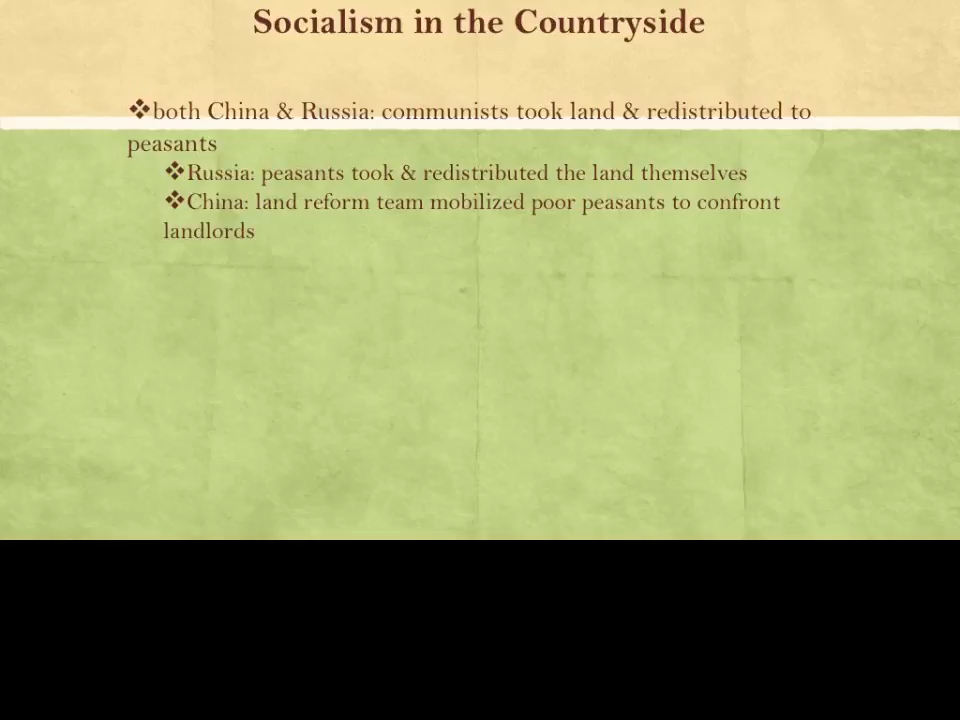 Socialism in the Countryside
❖both China & Russia: communists took land & redistributed to
peasants
❖Russia: peasants took & redistributed the land themselves
❖China: land reform team mobilized poor peasants to confront
landlords